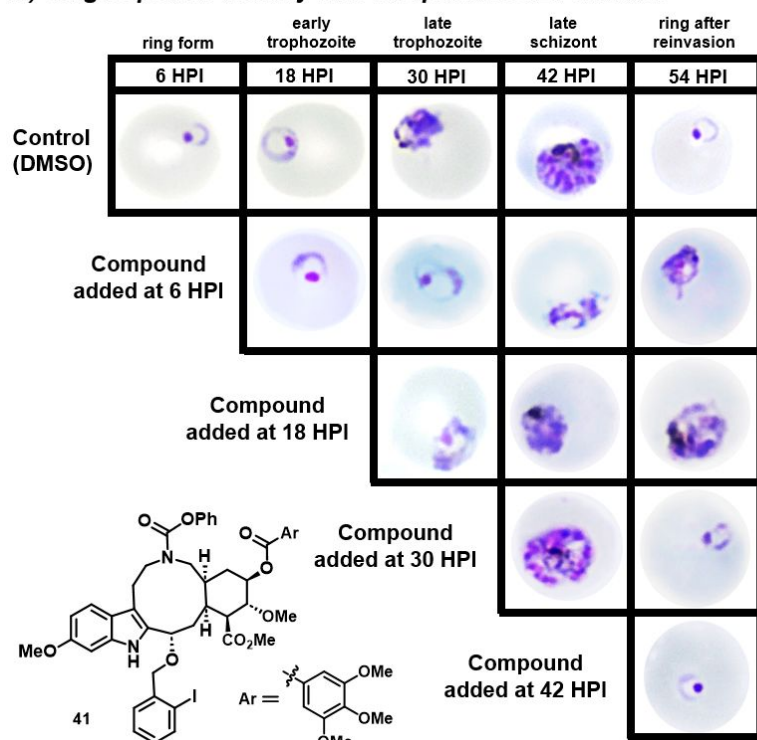 ring form
early
trophozoite
late
trophozoite
late
schizont
ring after
reinvasion
6 HPI
18 HPI
30 HPI
42 HPI
54 HPI
Control
(DMSO)
Compound
added at 6 HPI
Compound
added at 18 HPI
Compound
added at 30 HPI
Compound
added at 42 HPI
O
OPh
N
H
O
Ar
O
OMe
H
CO₂Me
MeO
N
H
O
I
41
Ar =
OMe
OMe
OMe